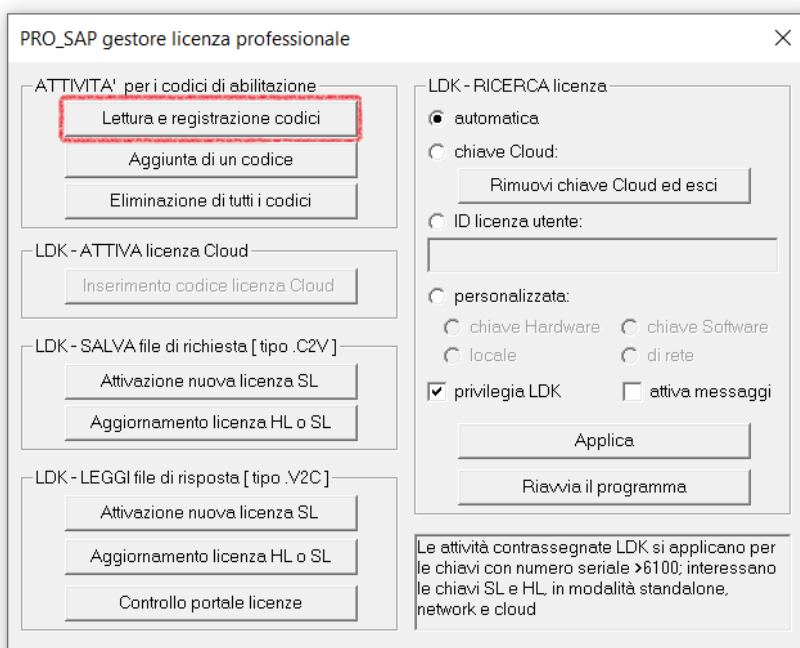 PRO_SAP gestore licenza professionale
ATTIVITA' per i codici di abilitazione
Lettura e registrazione codici
Aggiunta di un codice
Eliminazione di tutti i codici
LDK - ATTIVA licenza Cloud
Inserimento codice licenza Cloud
LDK - SALVA file di richiesta [ tipo .C2V ]
Attivazione nuova licenza SL
Aggiornamento licenza HL o SL
LDK - LEGGI file di risposta [ tipo .V2C ]
Attivazione nuova licenza SL
Aggiornamento licenza HL o SL
Controllo portale licenze
LDK - RICERCA licenza
automatica
chiave Cloud:
Rimuovi chiave Cloud ed esci
ID licenza utente:
personalizzata:
chiave Hardware chiave Software
locale di rete
privilegia LDK attiva messaggi
Applica
Riavvia il programma
Le attività contrassegnate LDK si applicano per
le chiavi con numero seriale >6100; interessano
le chiavi SL e HL, in modalità standalone,
network e cloud